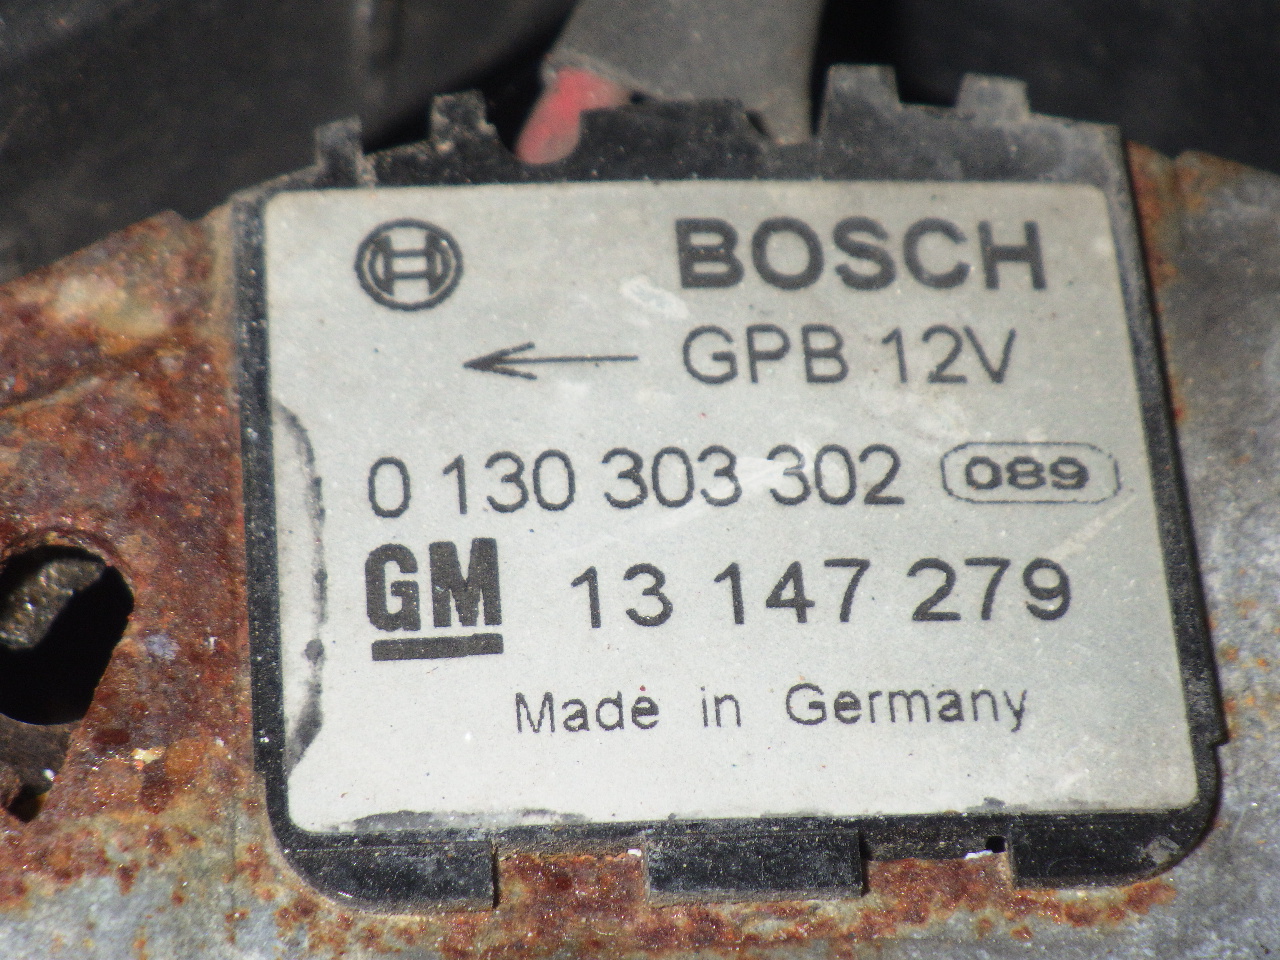 BOSCH
GPB 12V
0 130 303 302 089
GM 13 147 279
Made in Germany